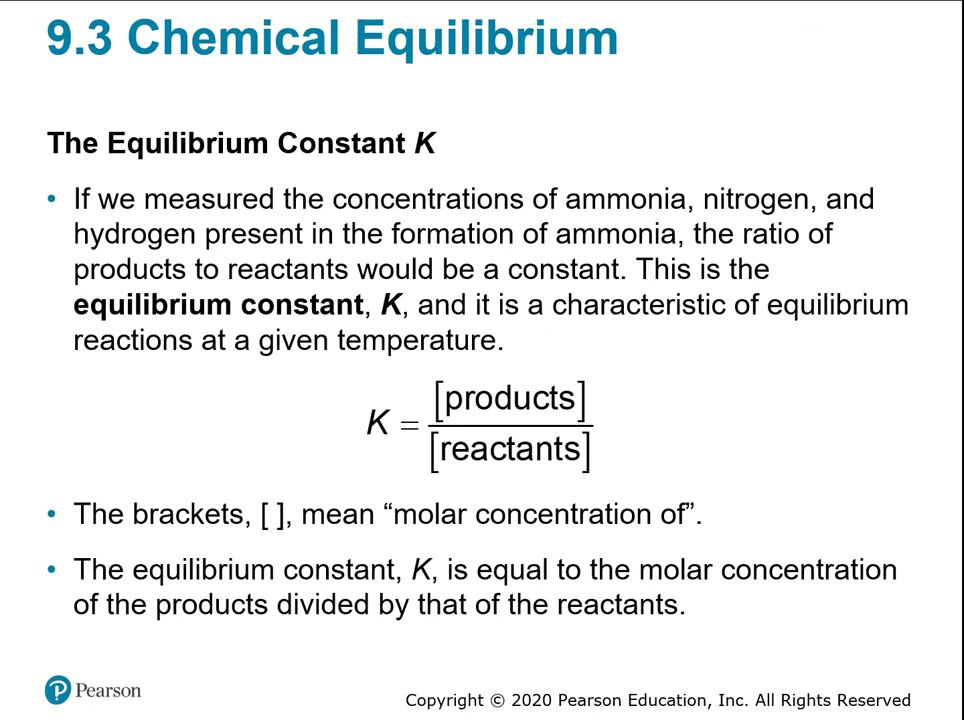 9.3 Chemical Equilibrium
The Equilibrium Constant K
• If we measured the concentrations of ammonia, nitrogen, and
hydrogen present in the formation of ammonia, the ratio of
products to reactants would be a constant. This is the
equilibrium constant, K, and it is a characteristic of equilibrium
reactions at a given temperature.
K = [products]
[reactants]
• The brackets, [ ], mean “molar concentration of”.
• The equilibrium constant, K, is equal to the molar concentration
of the products divided by that of the reactants.
P Pearson
Copyright © 2020 Pearson Education, Inc. All Rights Reserved